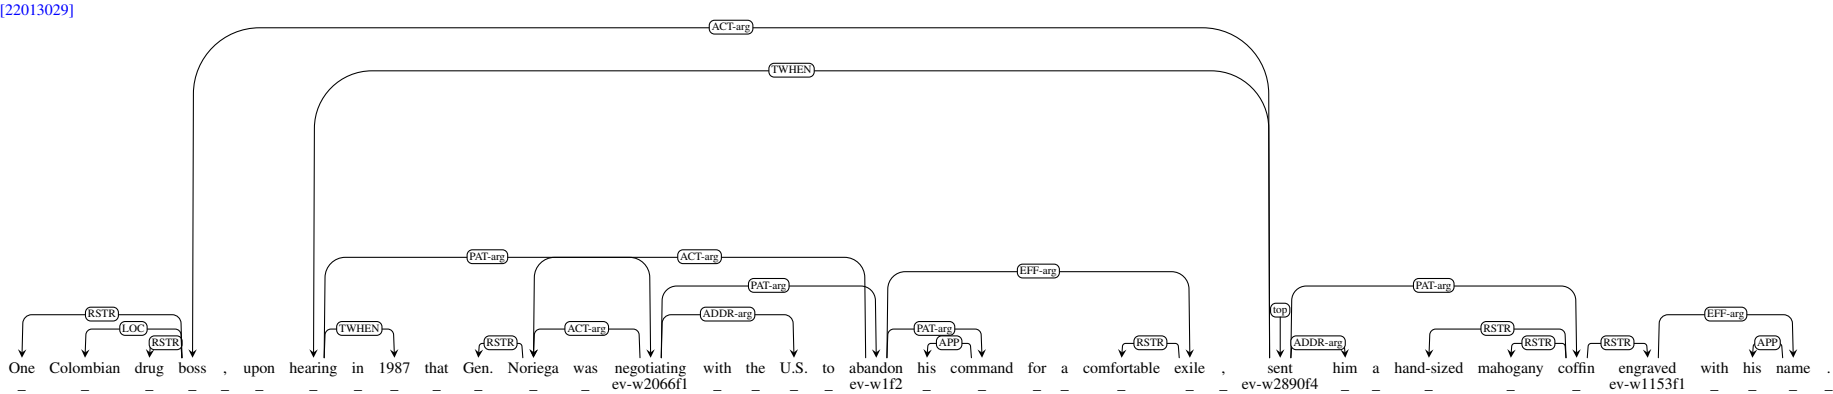 [22013029]
ACT-arg
TWHEN
PAT-arg ACT-arg
EFF-arg
PAT-arg PAT-arg
RSTR ADDR-arg top EFF-arg
LOC TWHEN ACT-arg PAT-arg RSTR
RSTR RSTR APP RSTR ADDR-arg RSTR RSTR APP
One Colombian drug boss , upon hearing in 1987 that Gen. Noriega was negotiating with the U.S. to abandon his command for a comfortable exile , sent him a hand-sized mahogany coffin engraved with his name .
_ _ _ _ _ _ _ _ _ _ _ _ _ ev-w2066f1 _ _ _ _ ev-w1f2 _ _ _ _ _ _ _ ev-w2890f4 _ _ _ _ _ ev-w1153f1 _ _ _ _